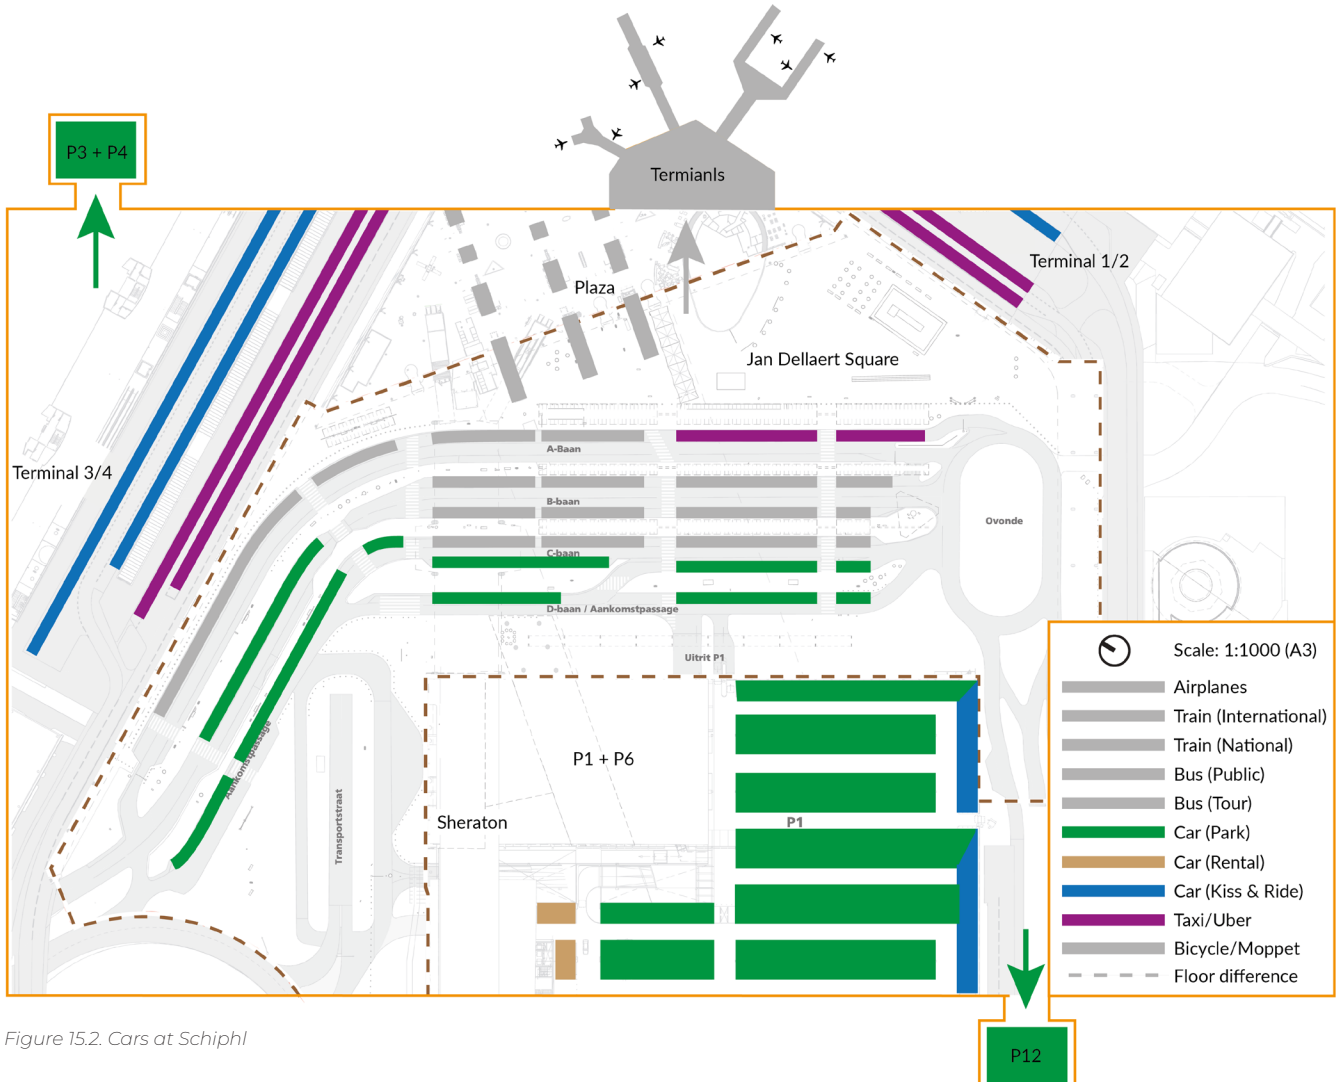 P3 + P4
Termianls
Terminal 1/2
Plaza
Jan Dellaert Square
Terminal 3/4
A-Baan
B-baan
Ovonde
C-baan
D-baan / Aankomstpassage
Uitrit P1
Aankomstpassage
Transportstraat
P1 + P6
Sheraton
P1
Scale: 1:1000 (A3)
Airplanes
Train (International)
Train (National)
Bus (Public)
Bus (Tour)
Car (Park)
Car (Rental)
Car (Kiss & Ride)
Taxi/Uber
Bicycle/Moppet
Floor difference
P12
Figure 15.2. Cars at Schiphl